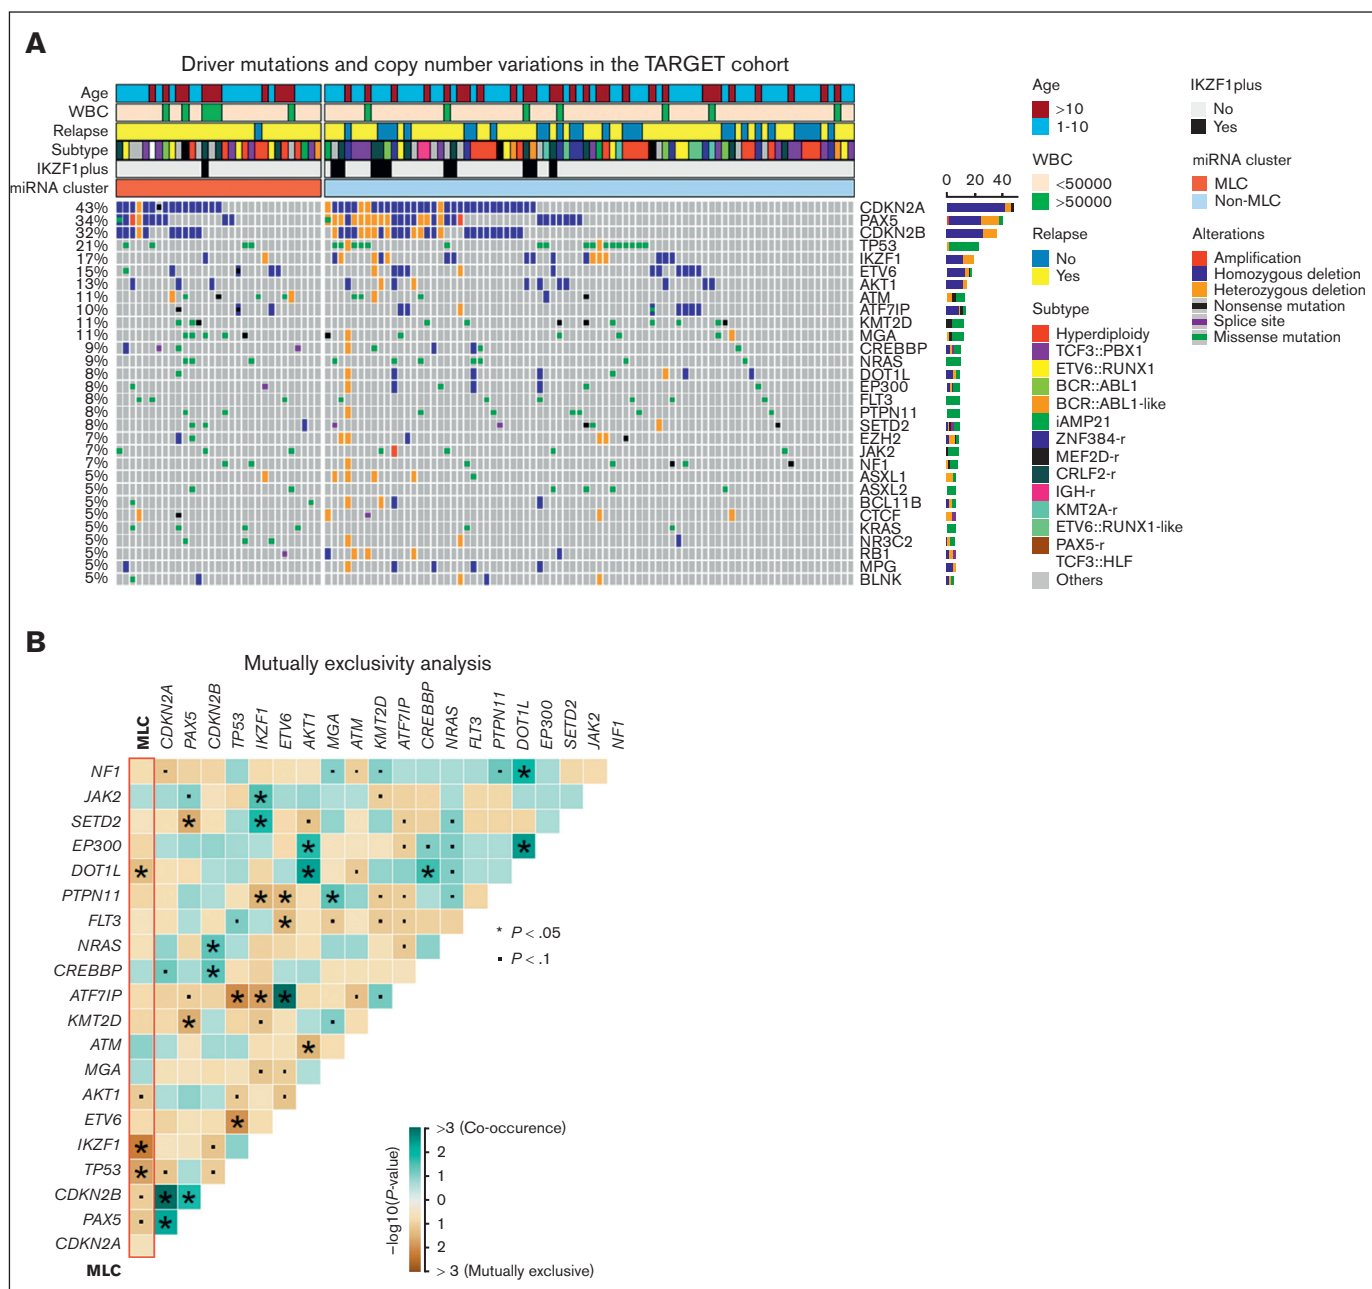 A
Driver mutations and copy number variations in the TARGET cohort
Age
WBC
Relapse
Subtype
IKZF1plus
miRNA cluster
0 20 40
43% CDKN2A
34% PAX5
32% CDKN2B
21% TP53
17% IKZF1
15% ETV6
13% AKT1
11% ATM
10% ATF7IP
11% KMT2D
11% MGA
9% CREBBP
9% NRAS
8% DOT1L
8% EP300
8% FLT3
8% PTPN11
8% SETD2
7% EZH2
7% JAK2
7% NF1
5% ASXL1
5% ASXL2
5% BCL11B
5% CTCF
5% KRAS
5% NR3C2
5% RB1
5% MPG
5% BLNK
Age
>10
1-10
WBC
<50000
>50000
Relapse
No
Yes
Subtype
Hyperdiploidy
TCF3::PBX1
ETV6::RUNX1
BCR::ABL1
BCR::ABL1-like
iAMP21
ZNF384-r
MEF2D-r
CRLF2-r
IGH-r
KMT2A-r
ETV6::RUNX1-like
PAX5-r
TCF3::HLF
Others
IKZF1plus
No
Yes
miRNA cluster
MLC
Non-MLC
Alterations
Amplification
Homozygous deletion
Heterozygous deletion
Nonsense mutation
Splice site
Missense mutation
B
Mutually exclusivity analysis
MLC
CDKN2A
PAX5
CDKN2B
TP53
IKZF1
ETV6
AKT1
MGA
ATM
KMT2D
ATF7IP
CREBBP
NRAS
FLT3
PTPN11
DOT1L
EP300
SETD2
JAK2
NF1
NF1
JAK2
SETD2
EP300
DOT1L
PTPN11
FLT3
NRAS
CREBBP
ATF7IP
KMT2D
ATM
MGA
AKT1
ETV6
IKZF1
TP53
CDKN2B
PAX5
CDKN2A
MLC
* P < .05
▪ P < .1
−log10(P-value)
>3 (Co-occurence)
2
1
0
1
2
> 3 (Mutually exclusive)